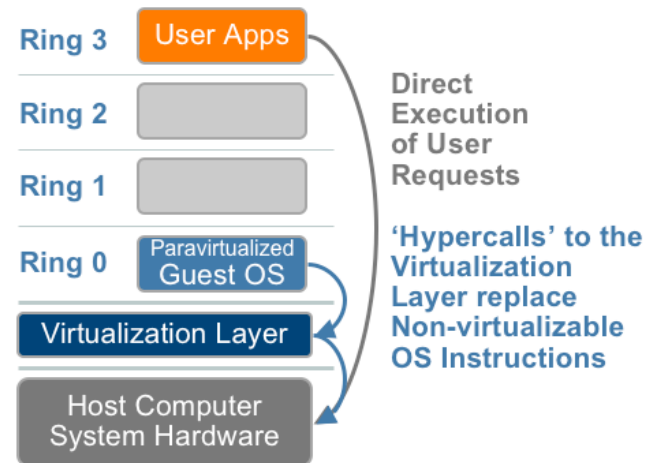 Ring 3
User Apps
Ring 2
Ring 1
Ring 0
Paravirtualized
Guest OS
Virtualization Layer
Host Computer
System Hardware
Direct
Execution
of User
Requests
‘Hypercalls’ to the
Virtualization
Layer replace
Non-virtualizable
OS Instructions